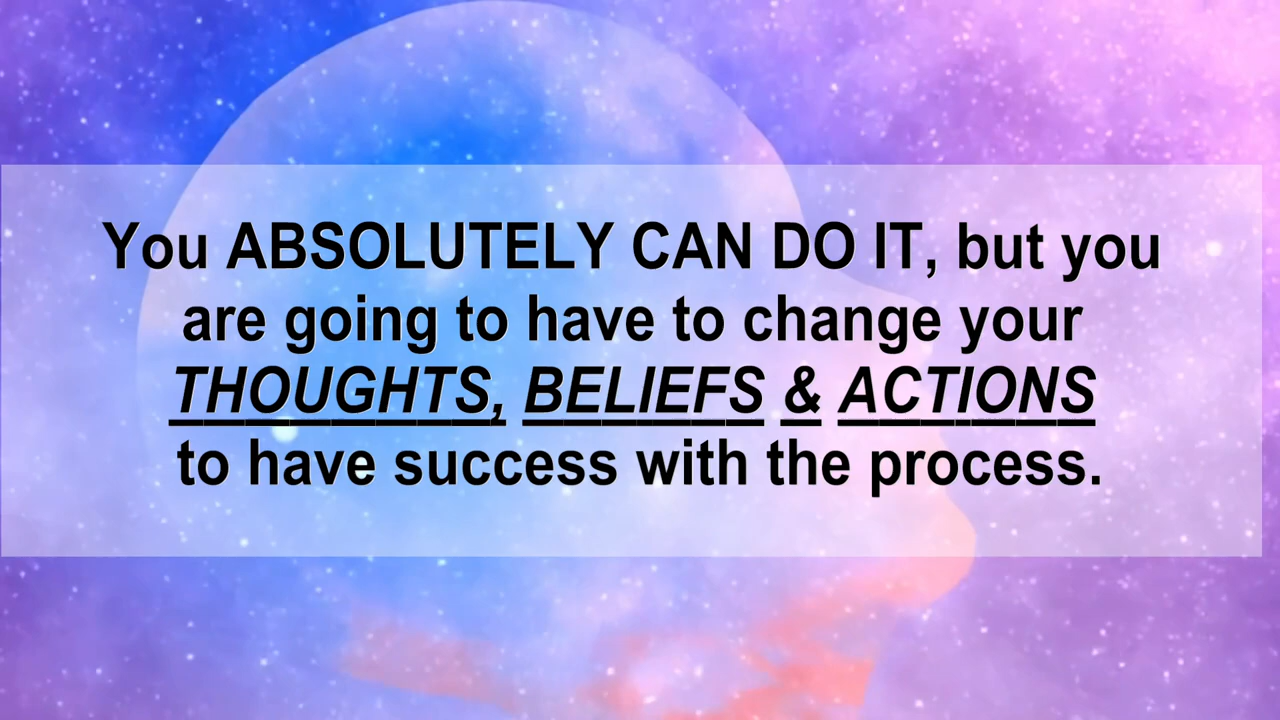 You ABSOLUTELY CAN DO IT, but you
are going to have to change your
THOUGHTS, BELIEFS & ACTIONS
to have success with the process.